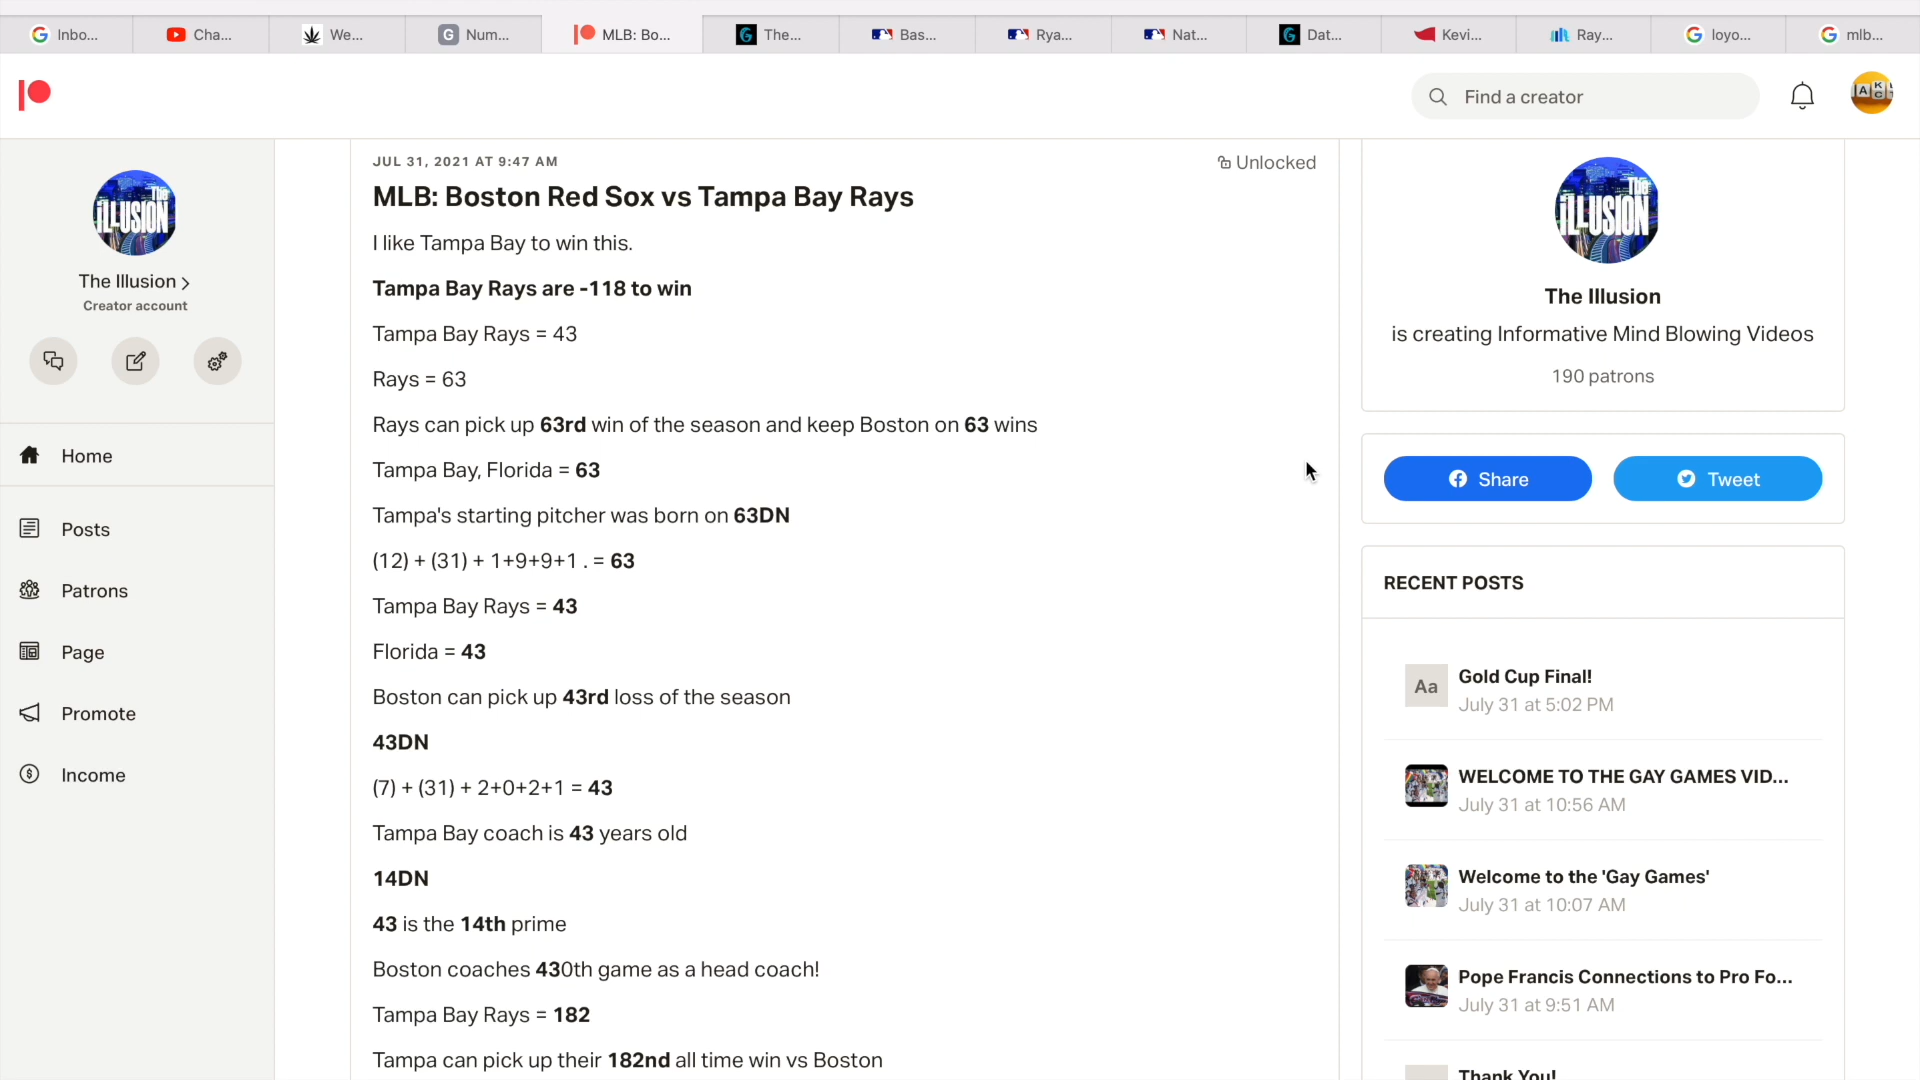 Inbo...
Cha...
We...
Num...
MLB: Bo...
The...
Bas...
Rya...
Nat...
Dat...
Kevi...
Ray...
loyo...
mlb...
Find a creator
JUL 31, 2021 AT 9:47 AM
Unlocked
MLB: Boston Red Sox vs Tampa Bay Rays
I like Tampa Bay to win this.
Tampa Bay Rays are -118 to win
Tampa Bay Rays = 43
Rays = 63
Rays can pick up 63rd win of the season and keep Boston on 63 wins
Tampa Bay, Florida = 63
Tampa's starting pitcher was born on 63DN
(12) + (31) + 1+9+9+1 . = 63
Tampa Bay Rays = 43
Florida = 43
Boston can pick up 43rd loss of the season
43DN
(7) + (31) + 2+0+2+1 = 43
Tampa Bay coach is 43 years old
14DN
43 is the 14th prime
Boston coaches 430th game as a head coach!
Tampa Bay Rays = 182
Tampa can pick up their 182nd all time win vs Boston
The ILLUSION
The Illusion
Creator account
Home
Posts
Patrons
Page
Promote
Income
The ILLUSION
The Illusion
is creating Informative Mind Blowing Videos
190 patrons
Share
Tweet
RECENT POSTS
Aa
Gold Cup Final!
July 31 at 5:02 PM
WELCOME TO THE GAY GAMES VID...
July 31 at 10:56 AM
Welcome to the 'Gay Games'
July 31 at 10:07 AM
Pope Francis Connections to Pro Fo...
July 31 at 9:51 AM
Thank You!